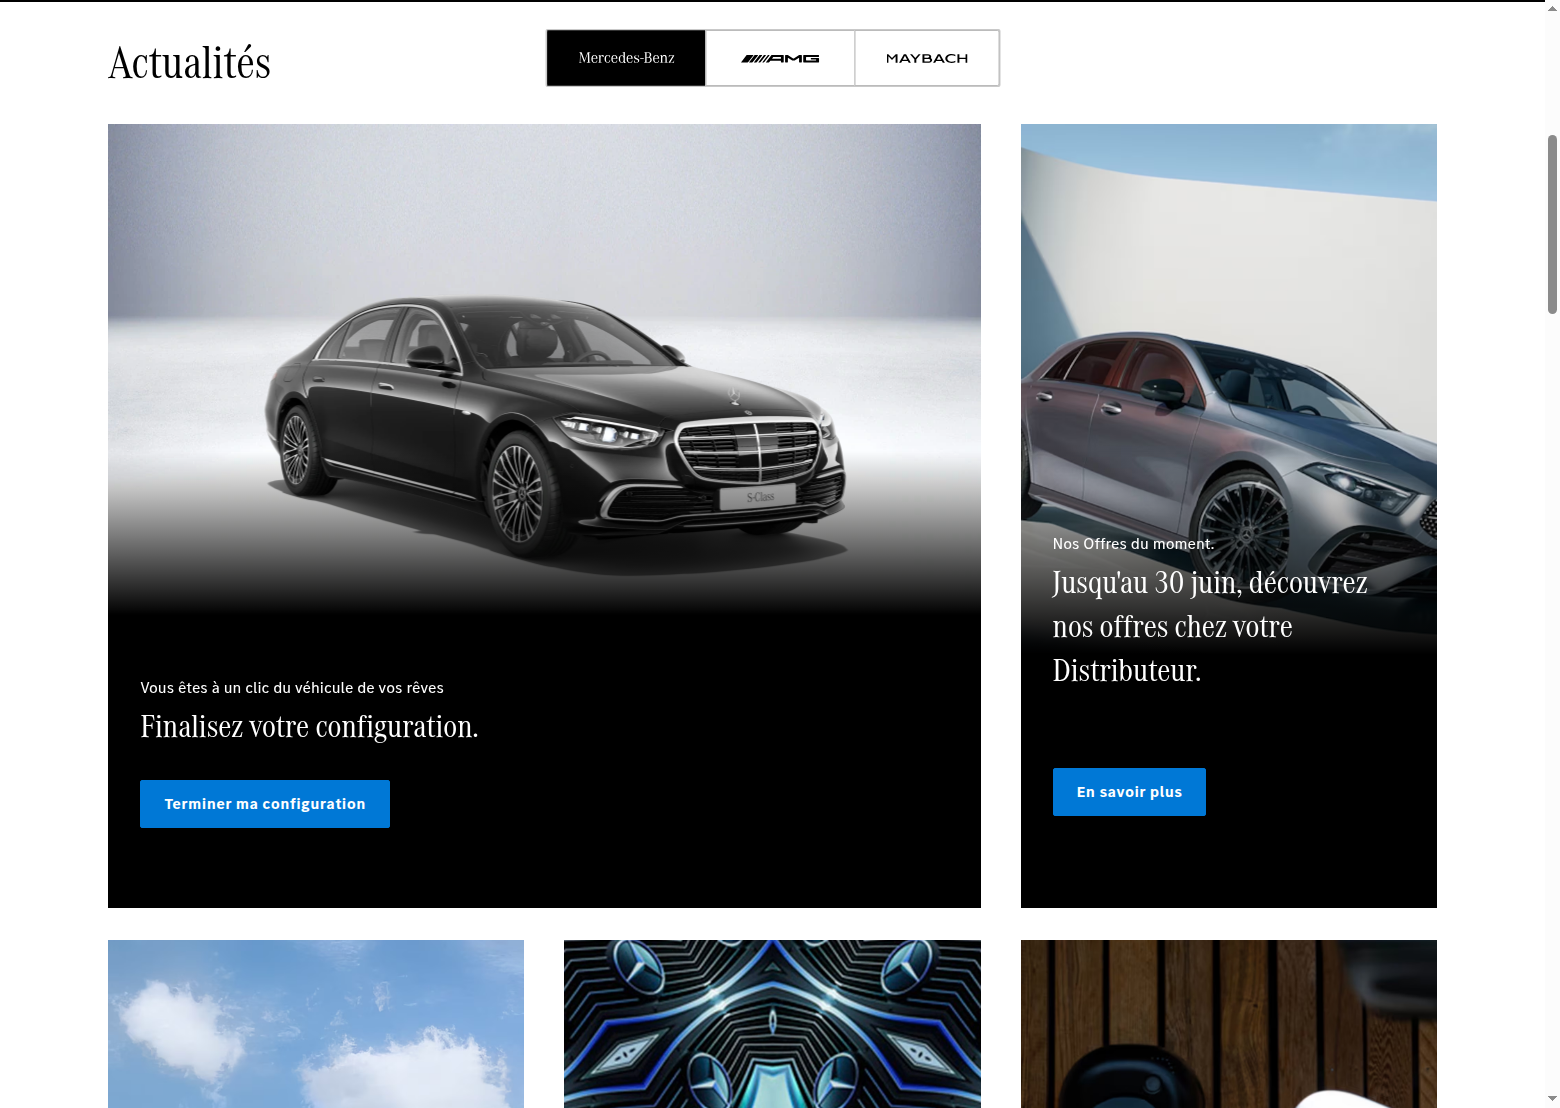 Actualités
Mercedes-Benz
AMG
MAYBACH
S-Class
Vous êtes à un clic du véhicule de vos rêves
Finalisez votre configuration.
Terminer ma configuration
Nos Offres du moment.
Jusqu'au 30 juin, découvrez
nos offres chez votre
Distributeur.
En savoir plus